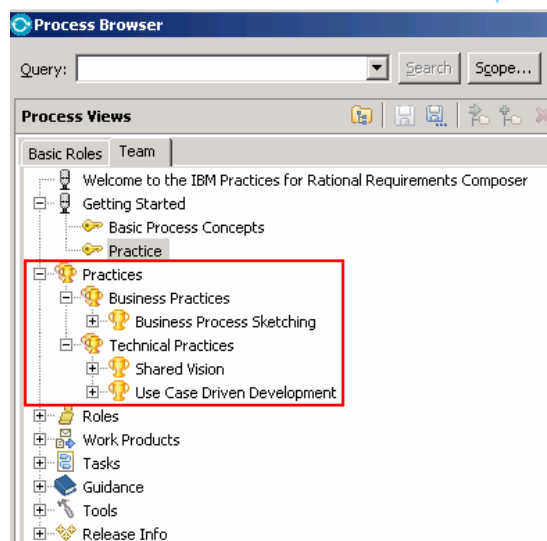 Process Browser
Query: Search Scope...
Process Views
Basic Roles Team
Welcome to the IBM Practices for Rational Requirements Composer
Getting Started
Basic Process Concepts
Practice
Practices
Business Practices
Business Process Sketching
Technical Practices
Shared Vision
Use Case Driven Development
Roles
Work Products
Tasks
Guidance
Tools
Release Info